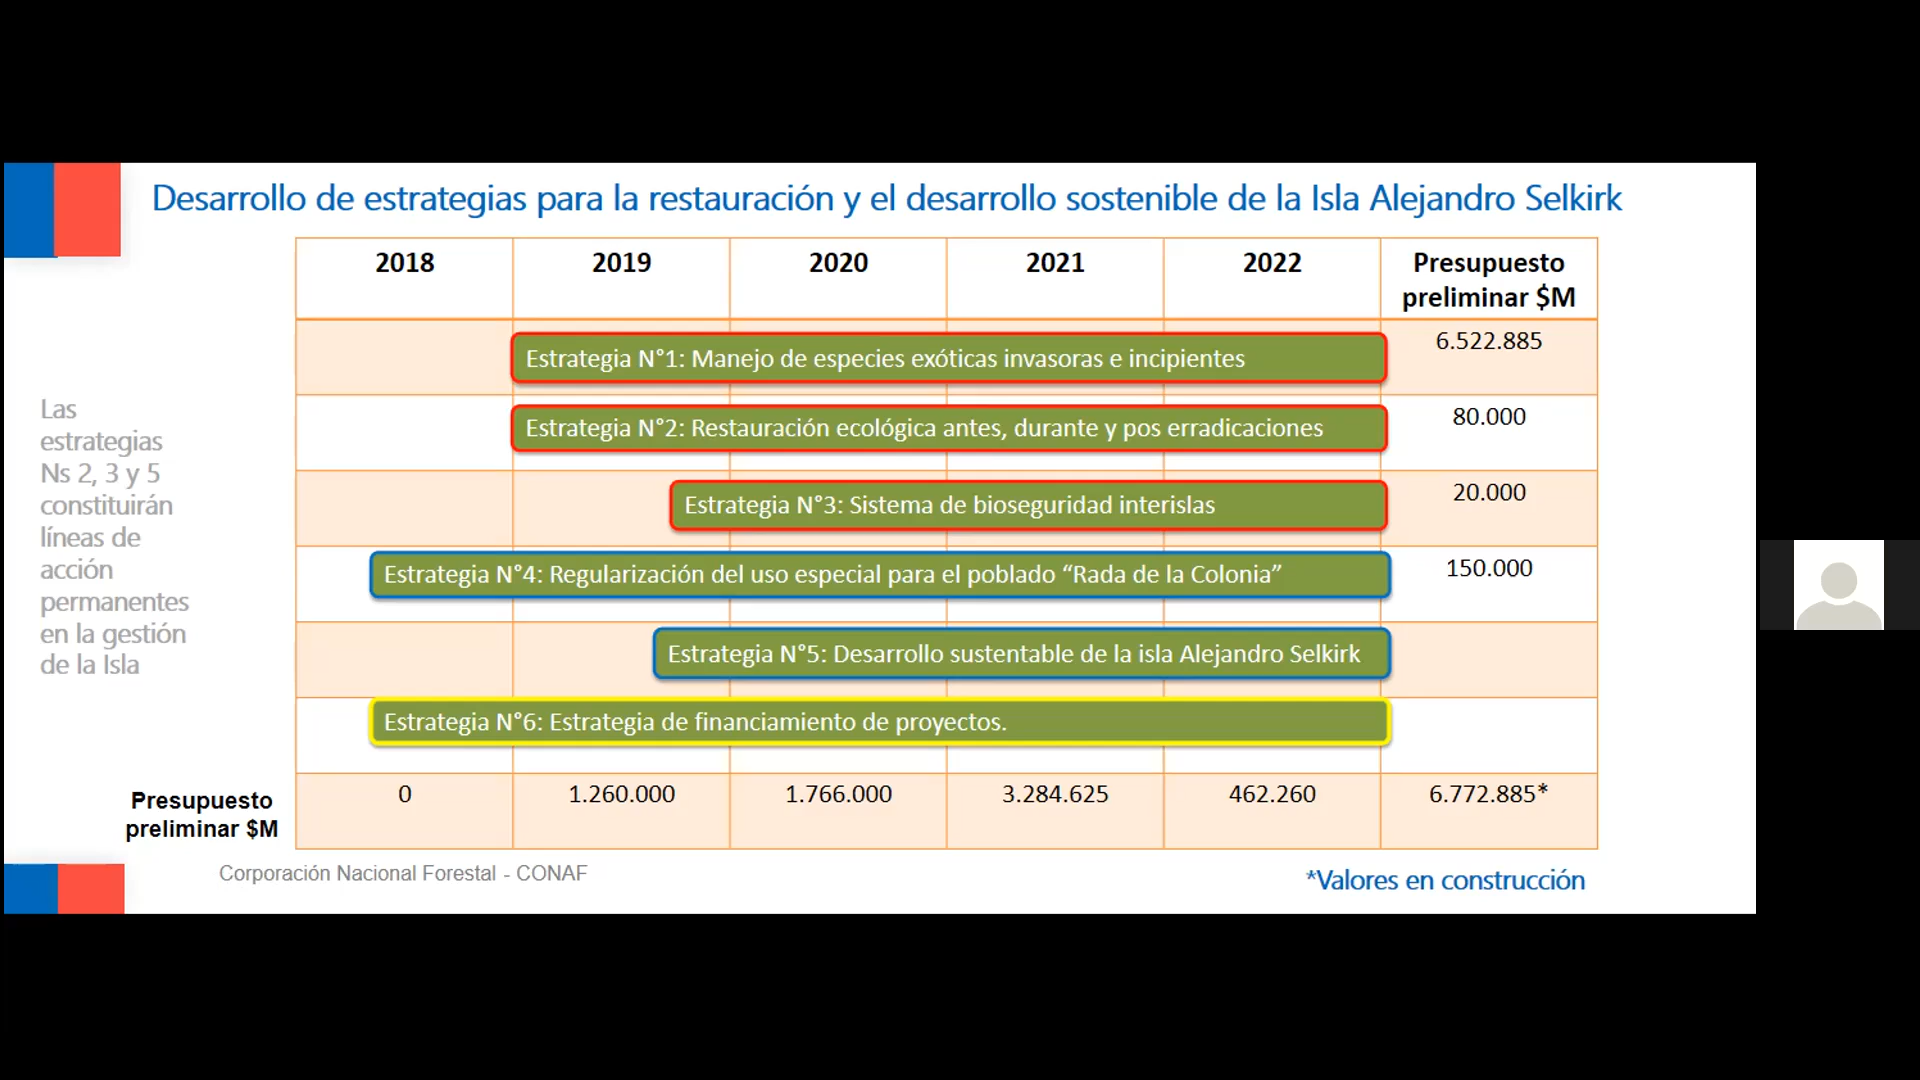 Desarrollo de estrategias para la restauración y el desarrollo sostenible de la Isla Alejandro Selkirk
2018 2019 2020 2021 2022 Presupuesto
preliminar $M
Estrategia N°1: Manejo de especies exóticas invasoras e incipientes 6.522.885
Estrategia N°2: Restauración ecológica antes, durante y pos erradicaciones 80.000
Estrategia N°3: Sistema de bioseguridad interislas 20.000
Estrategia N°4: Regularización del uso especial para el poblado “Rada de la Colonia” 150.000
Estrategia N°5: Desarrollo sustentable de la isla Alejandro Selkirk
Estrategia N°6: Estrategia de financiamiento de proyectos.
Las
estrategias
Ns 2, 3 y 5
constituirán
líneas de
acción
permanentes
en la gestión
de la Isla
Presupuesto
preliminar $M
0 1.260.000 1.766.000 3.284.625 462.260 6.772.885*
Corporación Nacional Forestal - CONAF
*Valores en construcción